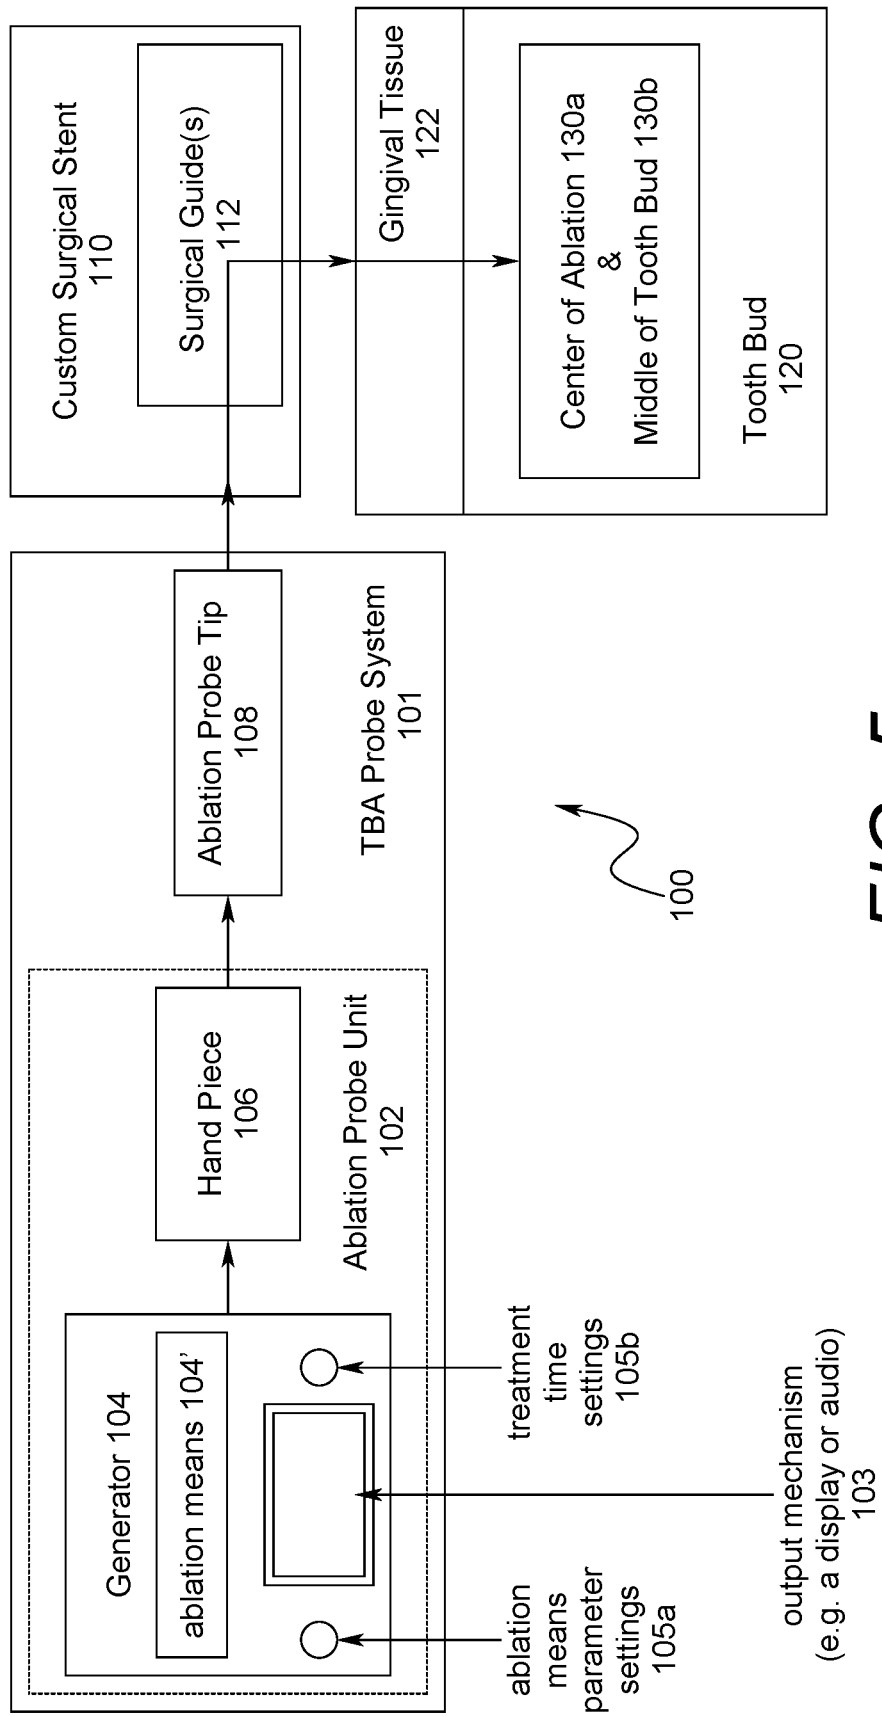 Generator 104
ablation means 104'
Hand Piece
106
Ablation Probe Unit
102
Ablation Probe Tip
108
TBA Probe System
101
Custom Surgical Stent
110
Surgical Guide(s)
112
Gingival Tissue
122
Center of Ablation 130a
&
Middle of Tooth Bud 130b
Tooth Bud
120
ablation
means
parameter
settings
105a
treatment
time
settings
105b
output mechanism
(e.g. a display or audio)
103
100